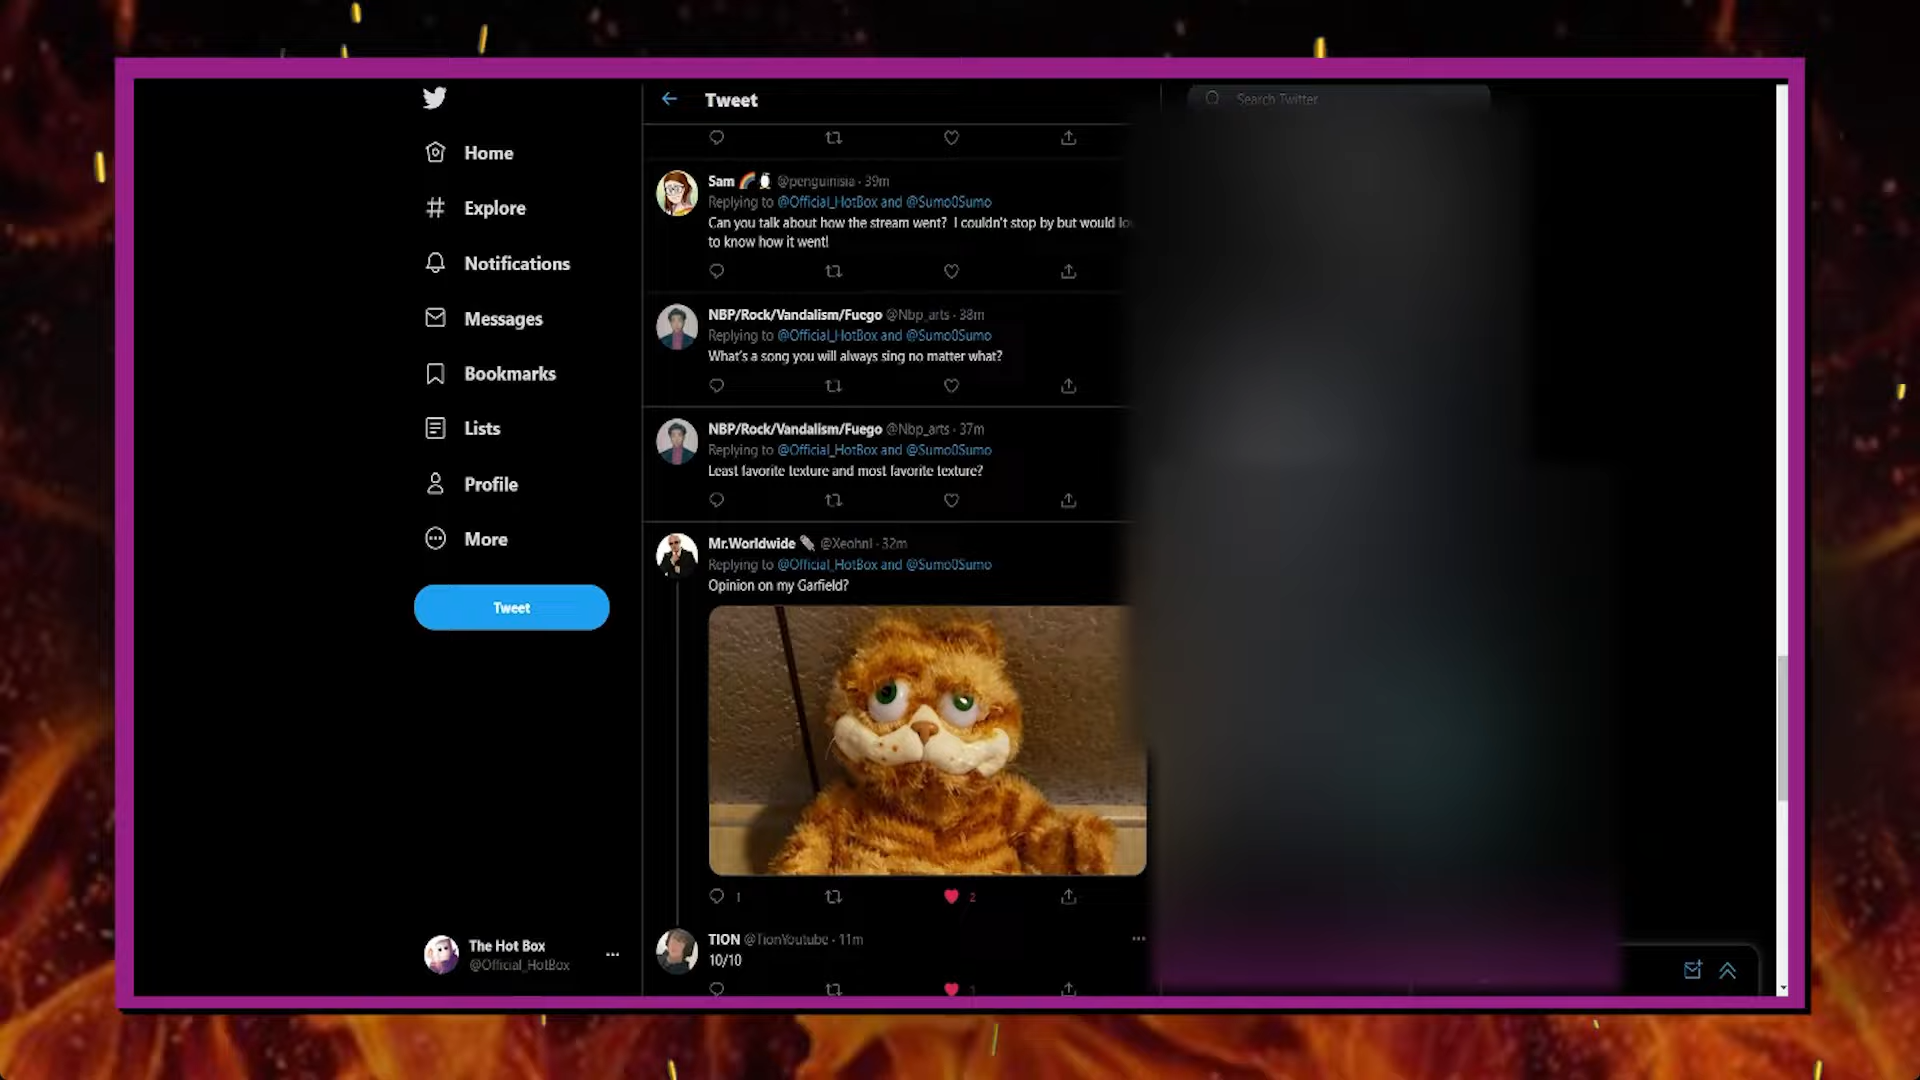 Tweet
Search Twitter
Home
Explore
Notifications
Messages
Bookmarks
Lists
Profile
More
Tweet
The Hot Box
@Official_HotBox
Sam 🌈🐧 @penguinisia · 39m
Replying to @Official_HotBox and @Sumo0Sumo
Can you talk about how the stream went? I couldn't stop by but would
to know how it went!
NBP/Rock/Vandalism/Fuego @Nbp_arts · 38m
Replying to @Official_HotBox and @Sumo0Sumo
What's a song you will always sing no matter what?
NBP/Rock/Vandalism/Fuego @Nbp_arts · 37m
Replying to @Official_HotBox and @Sumo0Sumo
Least favorite texture and most favorite texture?
Mr.Worldwide @Xeohnl · 32m
Replying to @Official_HotBox and @Sumo0Sumo
Opinion on my Garfield?
1 2
TION @TionYoutube · 11m
10/10
1